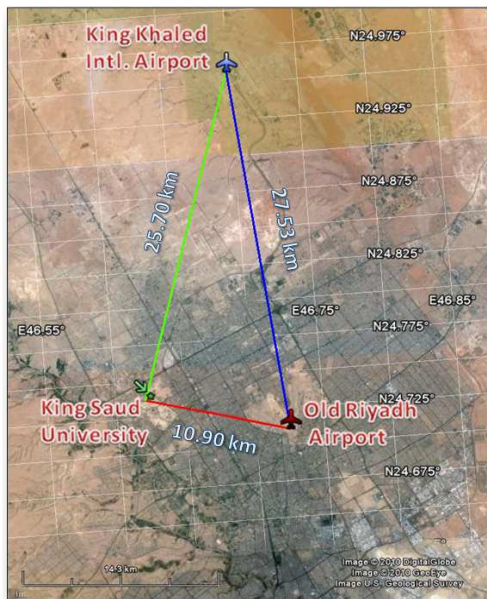 King Khaled
Intl. Airport
N24.975°
N24.925°
25.70 km
27.53 km
N24.875°
N24.825°
E46.85°
E46.75°
E46.55°
N24.775°
N24.725°
King Saud
University
Old Riyadh
Airport
10.90 km
N24.675°
14.3 km
Image © 2010 DigitalGlobe
Image © 2010 GeoEye
Image U.S. Geological Survey